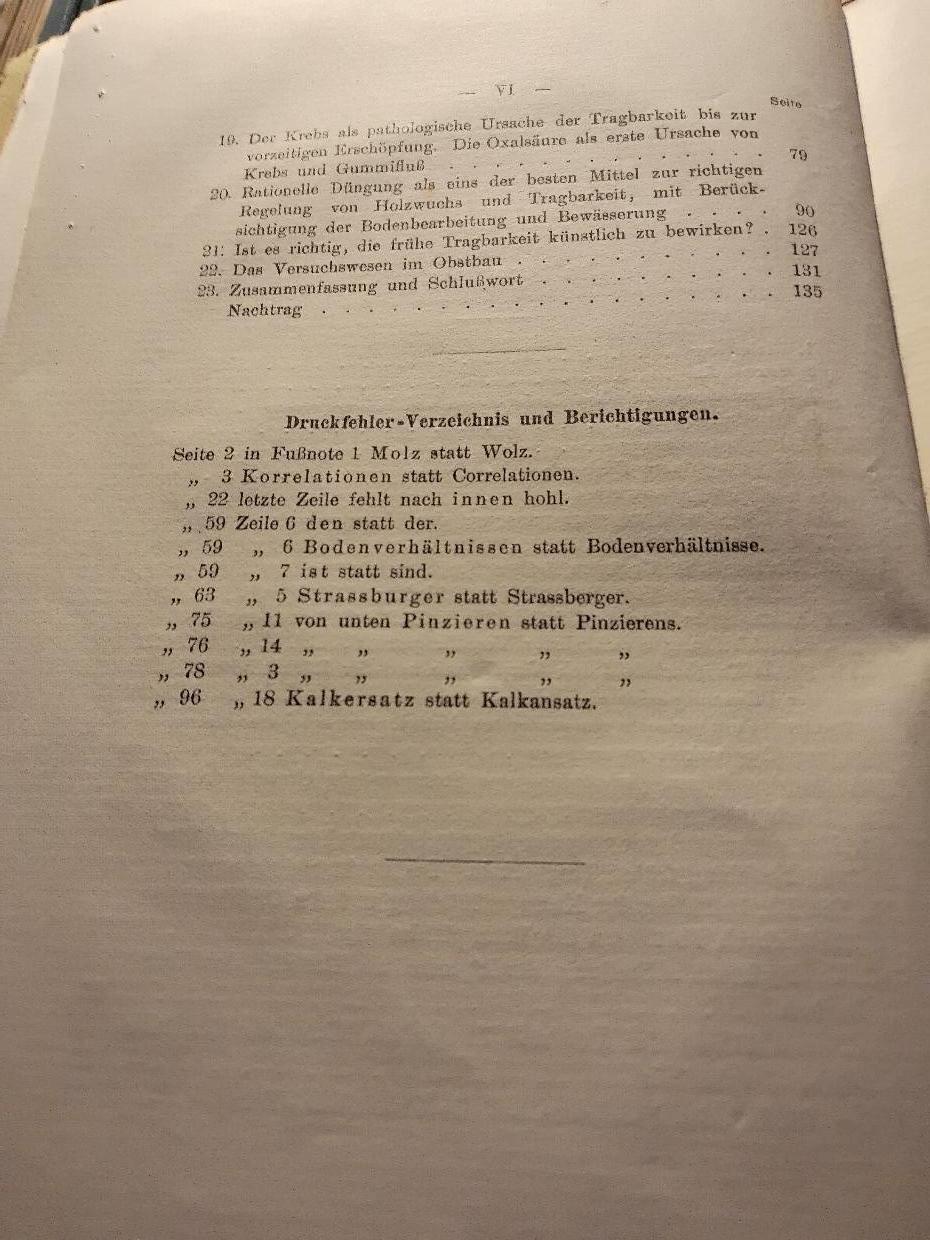 — VI —
Seite
19. Der Krebs als pathologische Ursache der Tragbarkeit bis zur
vorzeitigen Erschöpfung. Die Oxalsäure als erste Ursache von
Krebs und Gummifluß . . . . . . . . . . . . . 79
20. Rationelle Düngung als eins der besten Mittel zur richtigen
Regelung von Holzwuchs und Tragbarkeit, mit Berück-
sichtigung der Bodenbearbeitung und Bewässerung . . . . 90
21. Ist es richtig, die frühe Tragbarkeit künstlich zu bewirken? . 126
22. Das Versuchswesen im Obstbau . . . . . . . . . . 127
23. Zusammenfassung und Schlußwort . . . . . . . . . 131
Nachtrag . . . . . . . . . . . . . . . . . . . 135
Druckfehler-Verzeichnis und Berichtigungen.
Seite 2 in Fußnote 1 Molz statt Wolz.
„ 3 Korrelationen statt Correlationen.
„ 22 letzte Zeile fehlt nach innen hohl.
„ 59 Zeile 6 den statt der.
„ 59 „ 6 Bodenverhältnissen statt Bodenverhältnisse.
„ 59 „ 7 ist statt sind.
„ 63 „ 5 Strassburger statt Strassberger.
„ 75 „ 11 von unten Pinzieren statt Pinzierens.
„ 76 „ 14 „ „ „ „ „
„ 78 „ 3 „ „ „ „ „
„ 96 „ 18 Kalkersatz statt Kalkansatz.